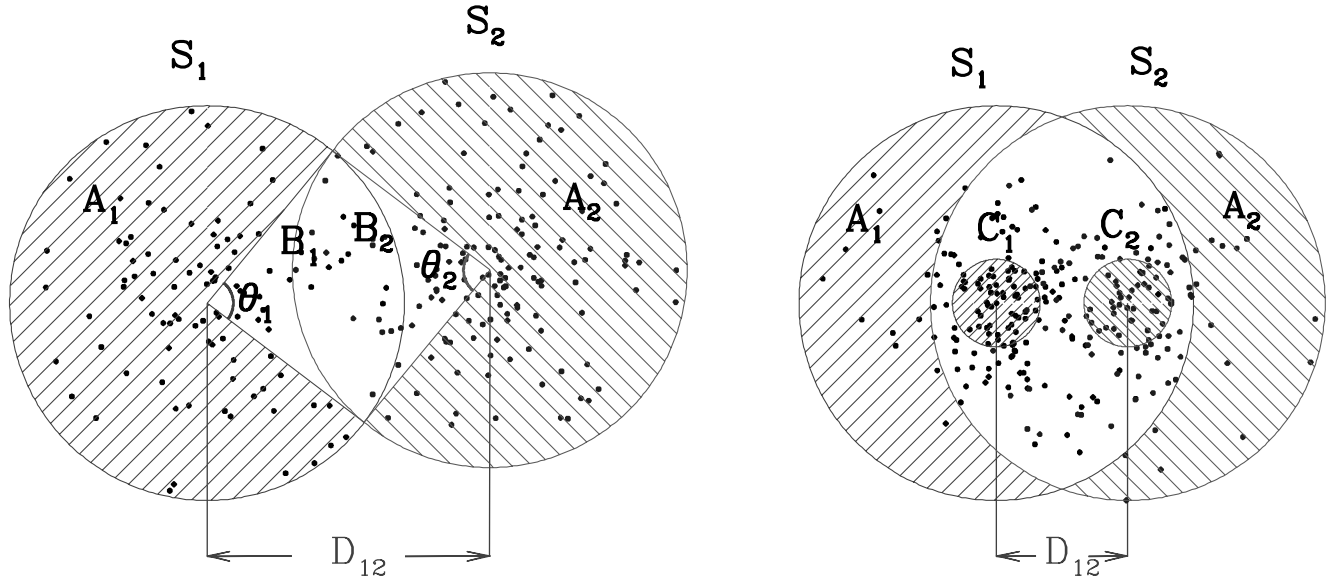 S₁
S₂
A₁
B₁
B₂
A₂
θ₁
θ₂
D₁₂
S₁
S₂
A₁
C₁
C₂
A₂
D₁₂